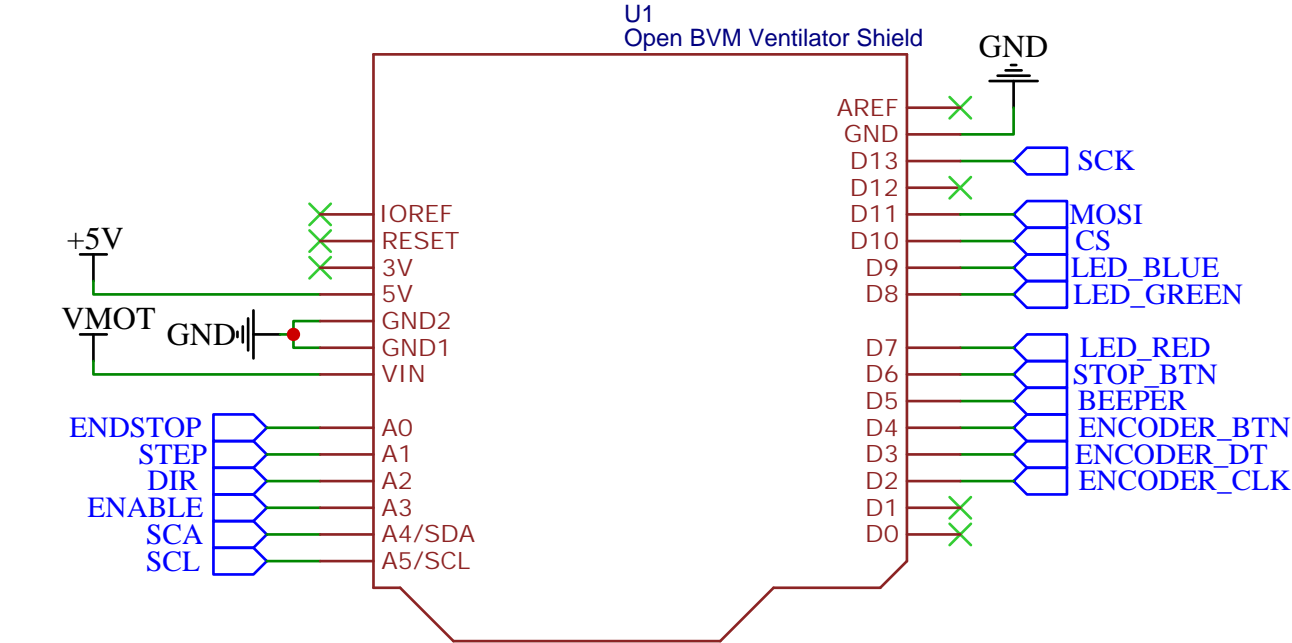 U1
Open BVM Ventilator Shield
GND
AREF
GND
D13 SCK
D12
IOREF D11 MOSI
RESET D10 CS
+5V
3V D9 LED_BLUE
5V D8 LED_GREEN
VMOT
GND GND2
GND1 D7 LED_RED
VIN D6 STOP_BTN
D5 BEEPER
ENDSTOP A0 D4 ENCODER_BTN
STEP A1 D3 ENCODER_DT
DIR A2 D2 ENCODER_CLK
ENABLE A3 D1
SCA A4/SDA D0
SCL A5/SCL